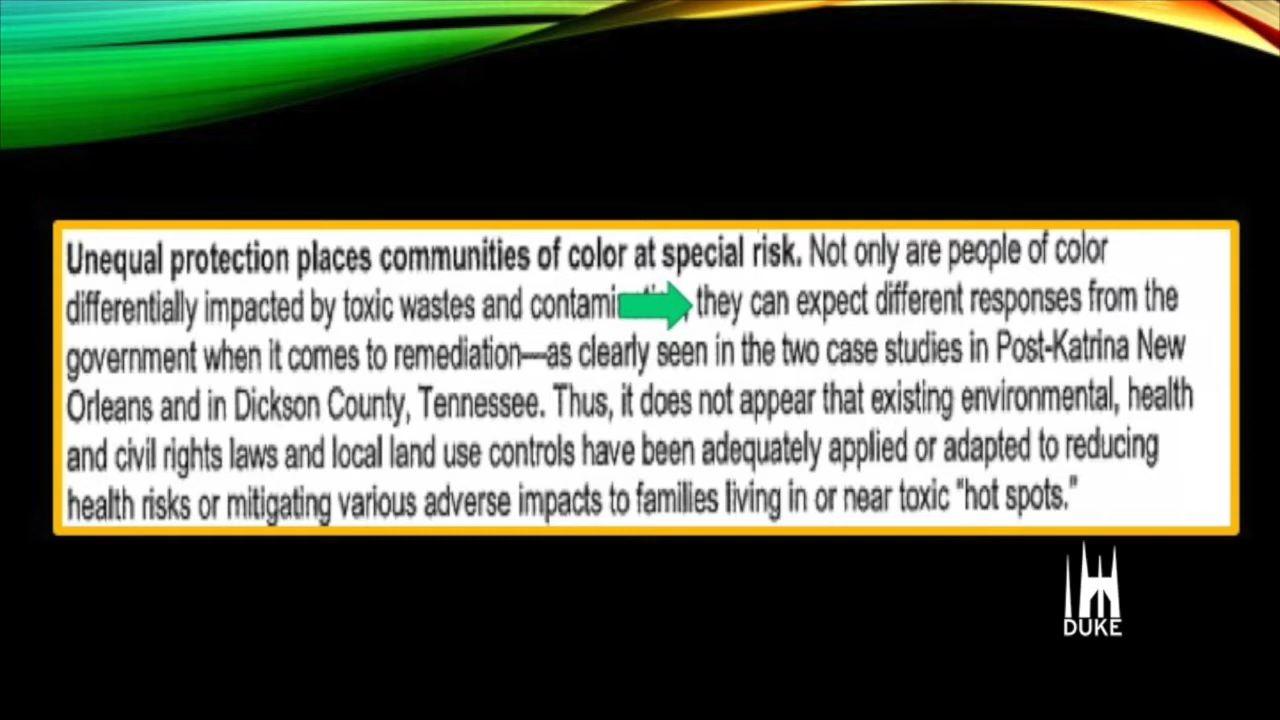 Unequal protection places communities of color at special risk. Not only are people of color
differentially impacted by toxic wastes and contami they can expect different responses from the
government when it comes to remediation—as clearly seen in the two case studies in Post-Katrina New
Orleans and in Dickson County, Tennessee. Thus, it does not appear that existing environmental, health
and civil rights laws and local land use controls have been adequately applied or adapted to reducing
health risks or mitigating various adverse impacts to families living in or near toxic "hot spots."
DUKE